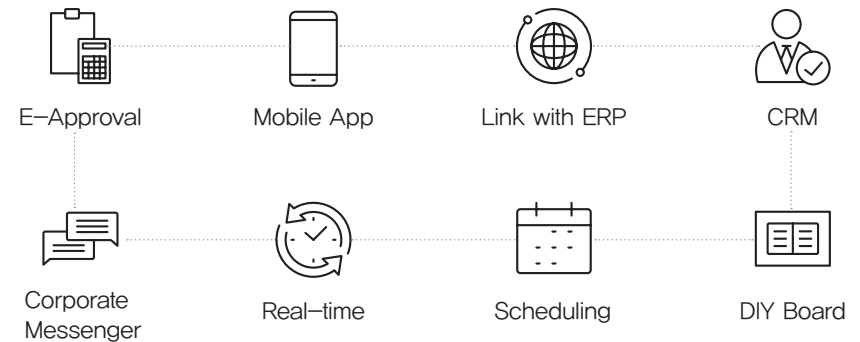 E-Approval
Mobile App
Link with ERP
CRM
Corporate
Messenger
Real-time
Scheduling
DIY Board